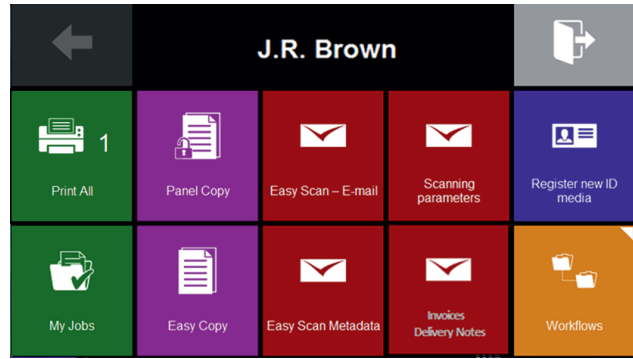 J.R. Brown
1
Print All
Panel Copy
Easy Scan – E-mail
Scanning
parameters
Register new ID
media
My Jobs
Easy Copy
Easy Scan Metadata
Invoices
Delivery Notes
Workflows